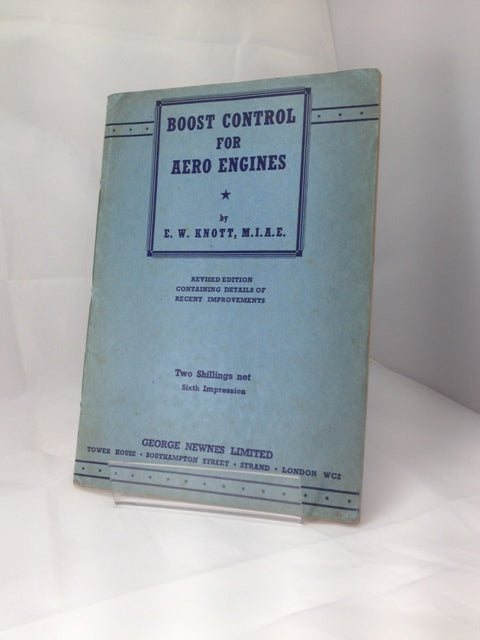 BOOST CONTROL
FOR
AERO ENGINES
★
by
E. W. KNOTT, M.I.A.E.
REVISED EDITION
CONTAINING DETAILS OF
RECENT IMPROVEMENTS
Two Shillings net
Sixth Impression
GEORGE NEWNES LIMITED
TOWER HOUSE • SOUTHAMPTON STREET • STRAND • LONDON WC2